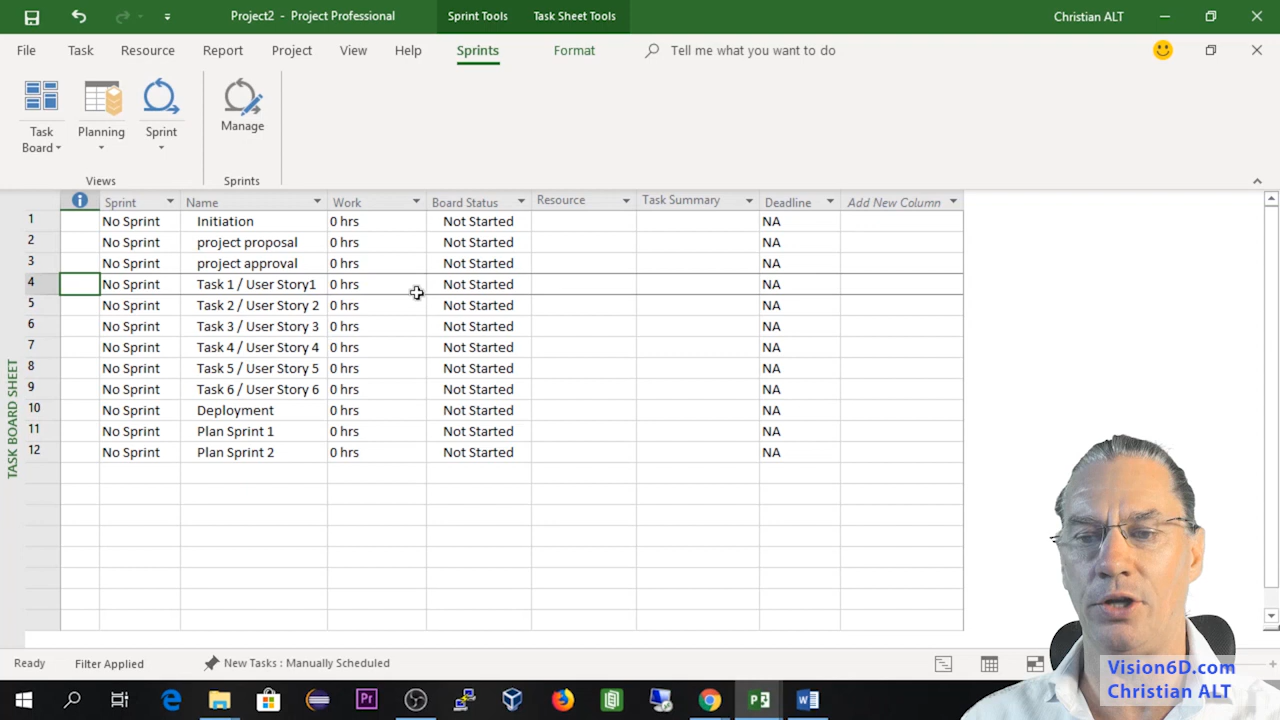 Project2 - Project Professional
Sprint Tools
Task Sheet Tools
Christian ALT
File Task Resource Report Project View Help Sprints Format Tell me what you want to do
Task Board
Planning
Sprint
Manage
Views
Sprints
Sprint Name Work Board Status Resource Task Summary Deadline Add New Column
1 No Sprint Initiation 0 hrs Not Started NA
2 No Sprint project proposal 0 hrs Not Started NA
3 No Sprint project approval 0 hrs Not Started NA
4 No Sprint Task 1 / User Story1 0 hrs Not Started NA
5 No Sprint Task 2 / User Story 2 0 hrs Not Started NA
6 No Sprint Task 3 / User Story 3 0 hrs Not Started NA
7 No Sprint Task 4 / User Story 4 0 hrs Not Started NA
8 No Sprint Task 5 / User Story 5 0 hrs Not Started NA
9 No Sprint Task 6 / User Story 6 0 hrs Not Started NA
10 No Sprint Deployment 0 hrs Not Started NA
11 No Sprint Plan Sprint 1 0 hrs Not Started NA
12 No Sprint Plan Sprint 2 0 hrs Not Started NA
TASK BOARD SHEET
Ready Filter Applied New Tasks : Manually Scheduled
Vision6D.com
Christian ALT